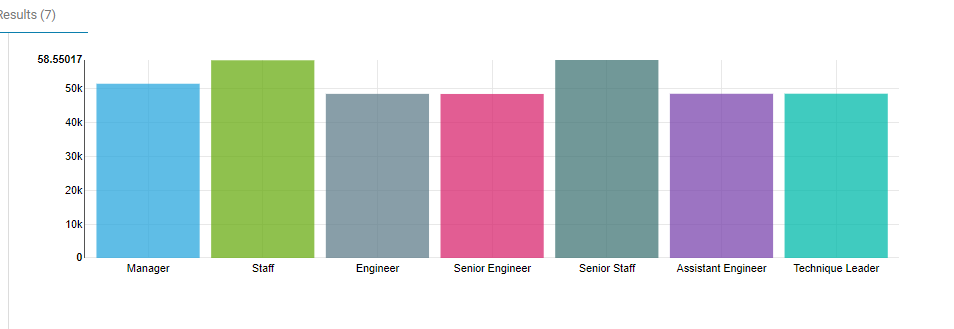 Results (7)
58.55017
50k
40k
30k
20k
10k
0
Manager Staff Engineer Senior Engineer Senior Staff Assistant Engineer Technique Leader